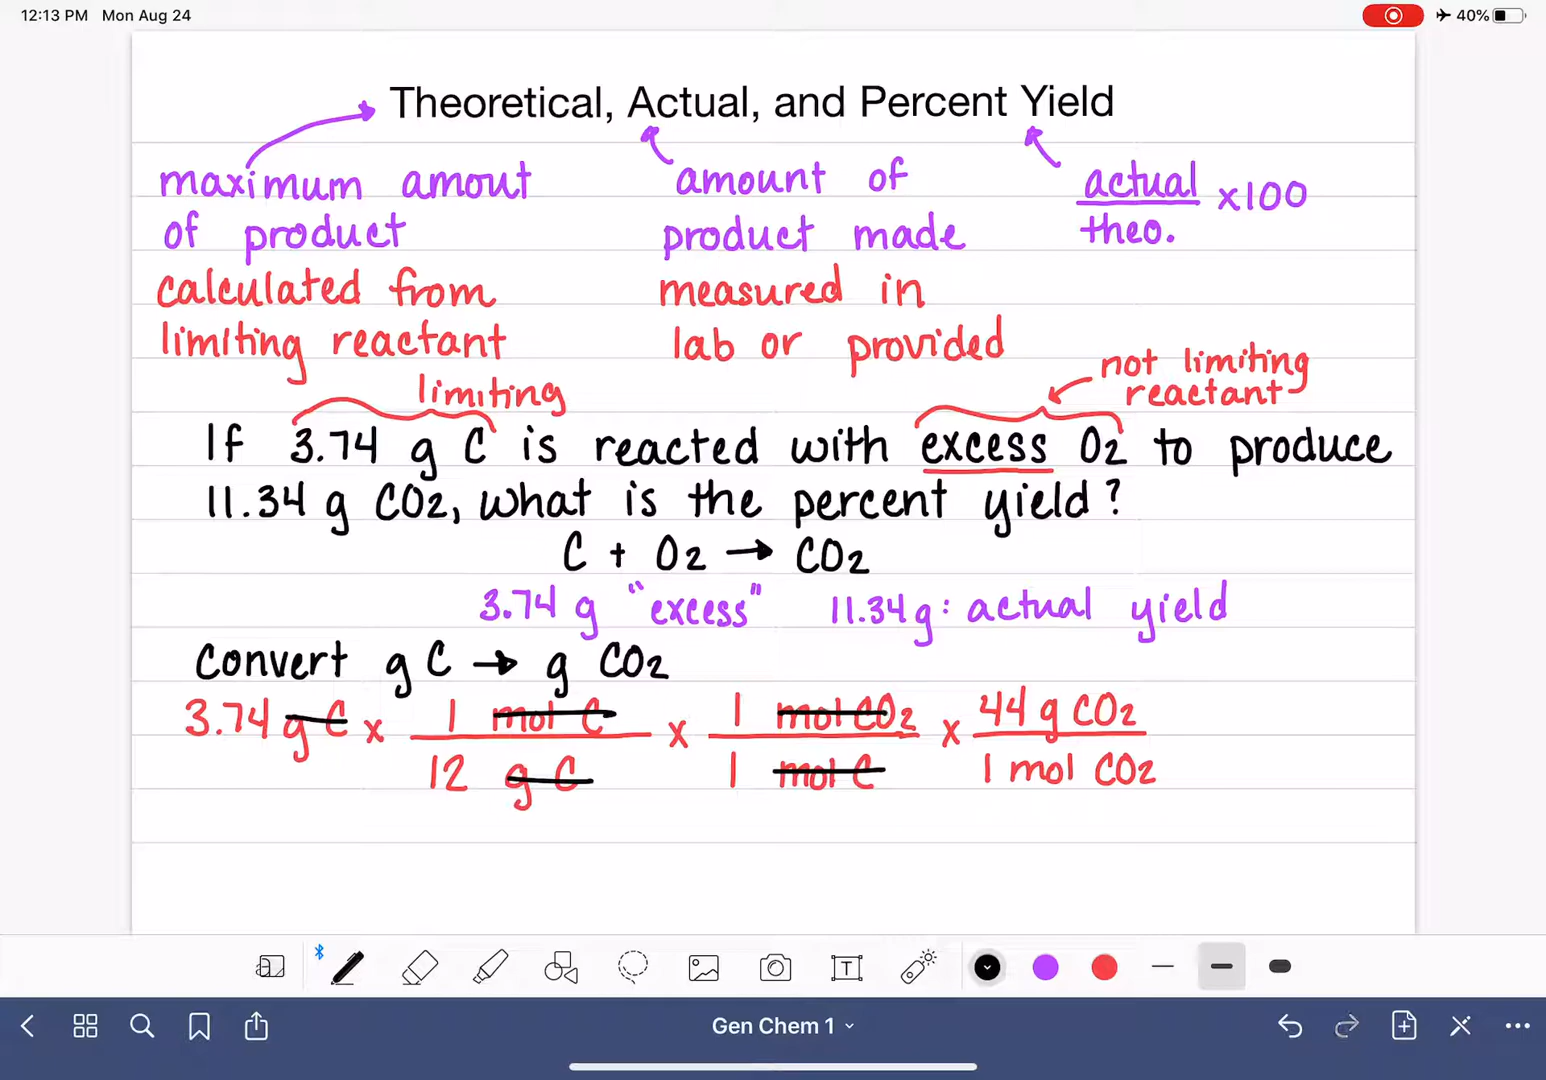 12:13 PM Mon Aug 24
40%
Theoretical, Actual, and Percent Yield
maximum amout
of product
calculated from
limiting reactant
amount of
product made
measured in
lab or provided
actual
theo.
x100
limiting
not limiting
reactant
If 3.74 g C is reacted with excess O2 to produce
11.34 g CO2, what is the percent yield?
C + O2 → CO2
3.74 g "excess" 11.34g: actual yield
Convert g C → g CO2
3.74 g C x 1 mol C x 1 mol CO2 x 44 g CO2
12 g C 1 mol C 1 mol CO2
T
Gen Chem 1